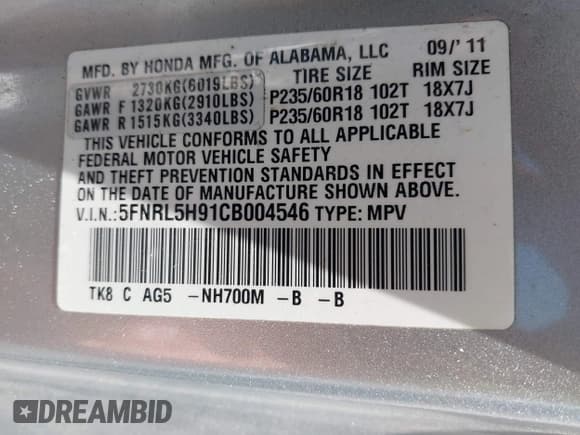 MFD. BY HONDA MFG. OF ALABAMA, LLC 09/' 11
TIRE SIZE RIM SIZE
GVWR 2730KG(6019LBS)
GAWR F 1320KG(2910LBS) P235/60R18 102T 18X7J
GAWR R 1515KG(3340LBS) P235/60R18 102T 18X7J
THIS VEHICLE CONFORMS TO ALL APPLICABLE
FEDERAL MOTOR VEHICLE SAFETY
AND THEFT PREVENTION STANDARDS IN EFFECT
ON THE DATE OF MANUFACTURE SHOWN ABOVE.
V.I.N.: 5FNRL5H91CB004546 TYPE: MPV
TK8 C AG5 -NH700M -B -B
DREAMBID